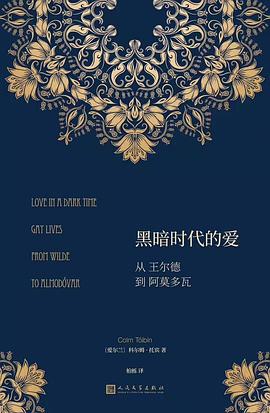 LOVE IN A DARK TIME
GAY LIVES
FROM WILDE
TO ALMODÓVAR
黑暗时代的爱
从 王尔德
到 阿莫多瓦
Colm Tóibín
〔爱尔兰〕科尔姆·托宾 著
柏栎 译
人民文学出版社